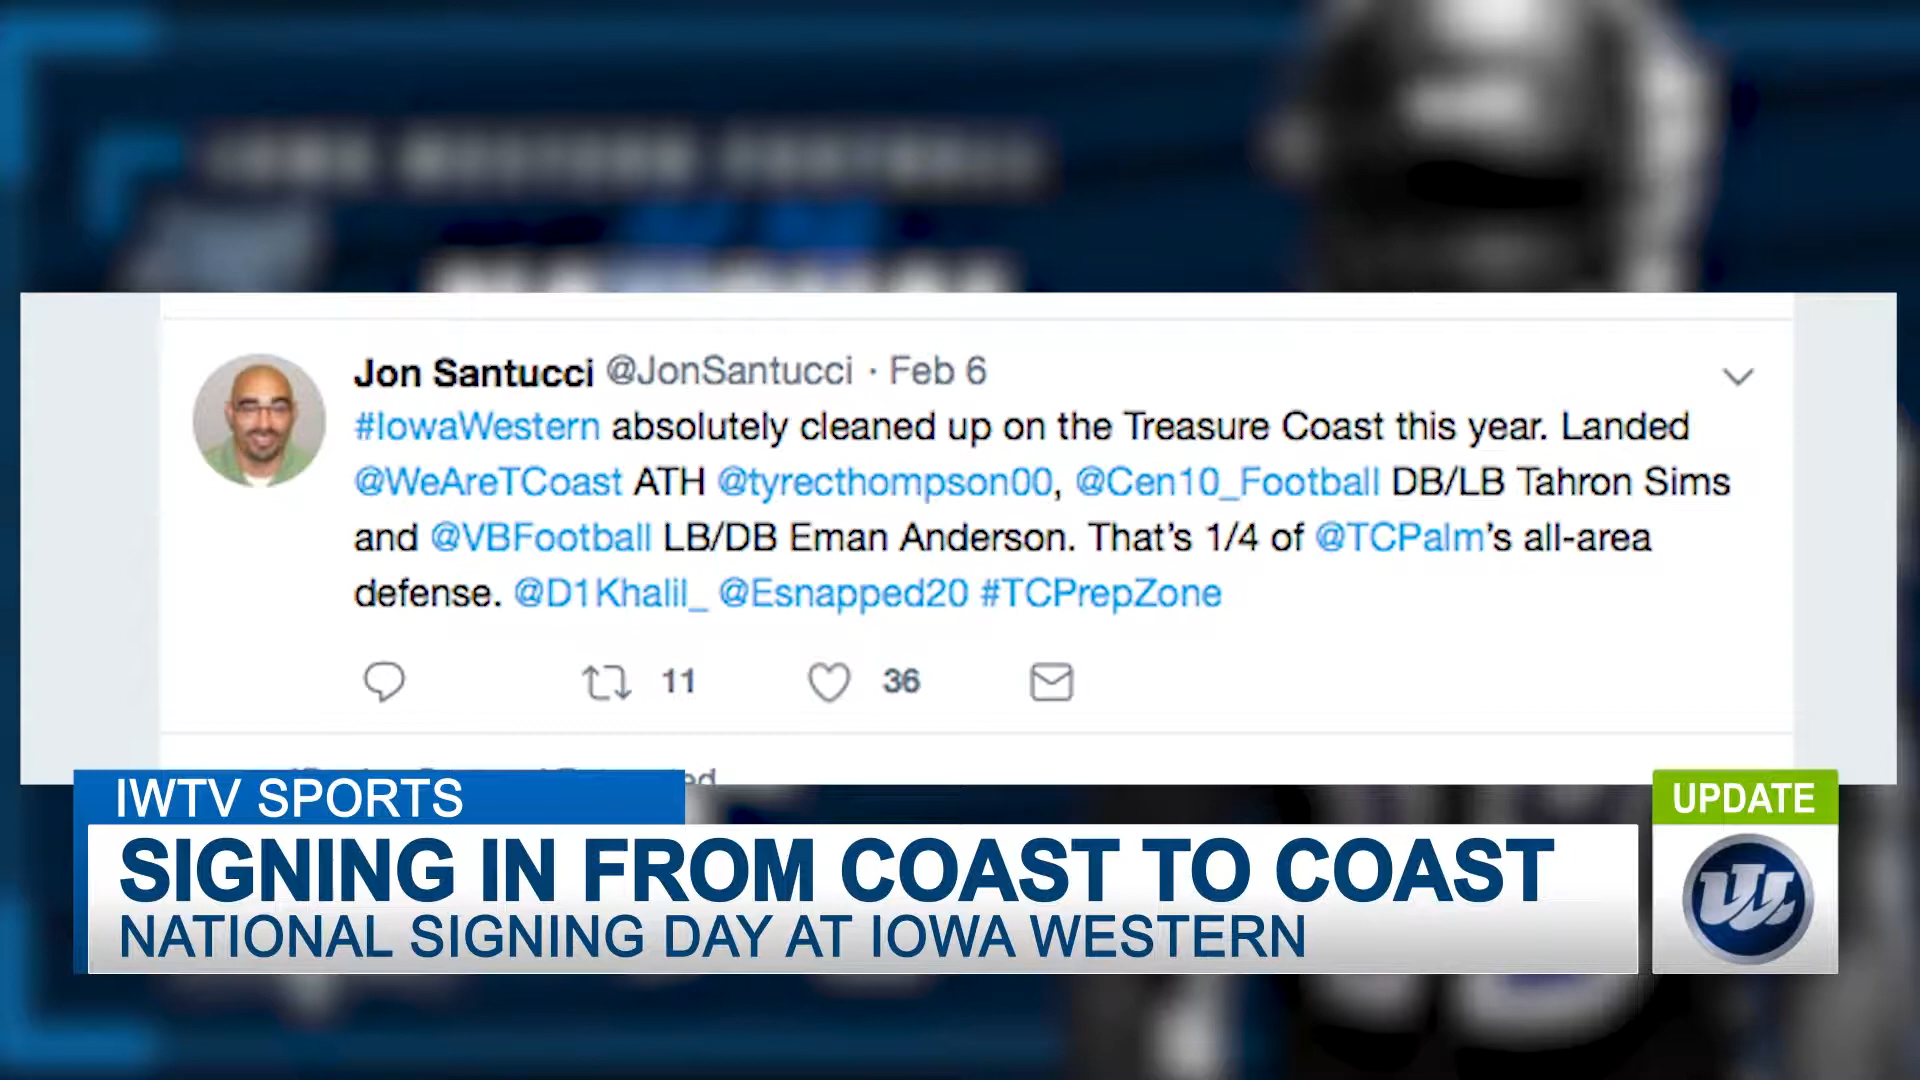 IOWA WESTERN FOOTBALL
Jon Santucci @JonSantucci · Feb 6
#IowaWestern absolutely cleaned up on the Treasure Coast this year. Landed
@WeAreTCoast ATH @tyrecthompson00, @Cen10_Football DB/LB Tahron Sims
and @VBFootball LB/DB Eman Anderson. That's 1/4 of @TCPalm's all-area
defense. @D1Khalil_ @Esnapped20 #TCPrepZone
11 36
IWTV SPORTS
UPDATE
SIGNING IN FROM COAST TO COAST
NATIONAL SIGNING DAY AT IOWA WESTERN